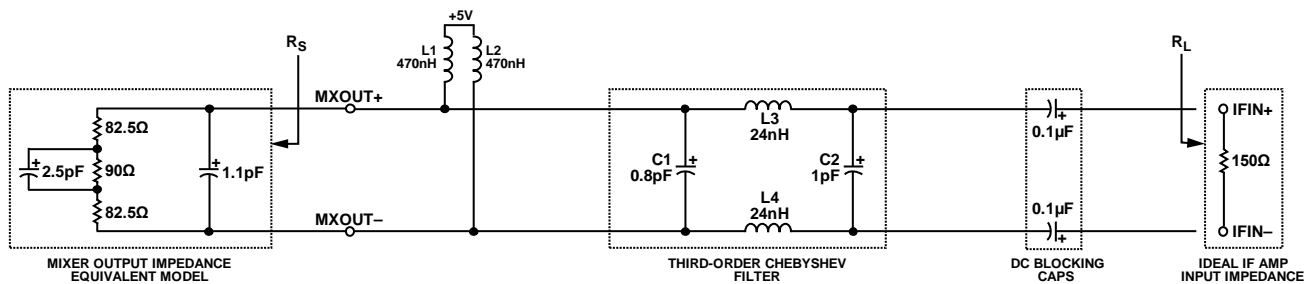 +5V
RS
L1
470nH
L2
470nH
RL
MXOUT+
82.5Ω
+
2.5pF
90Ω
+
1.1pF
82.5Ω
MXOUT–
L3
24nH
C1
0.8pF
+
C2
1pF
+
L4
24nH
+
0.1µF
0.1µF
+
IFIN+
150Ω
IFIN–
MIXER OUTPUT IMPEDANCE
EQUIVALENT MODEL
THIRD-ORDER CHEBYSHEV
FILTER
DC BLOCKING
CAPS
IDEAL IF AMP
INPUT IMPEDANCE